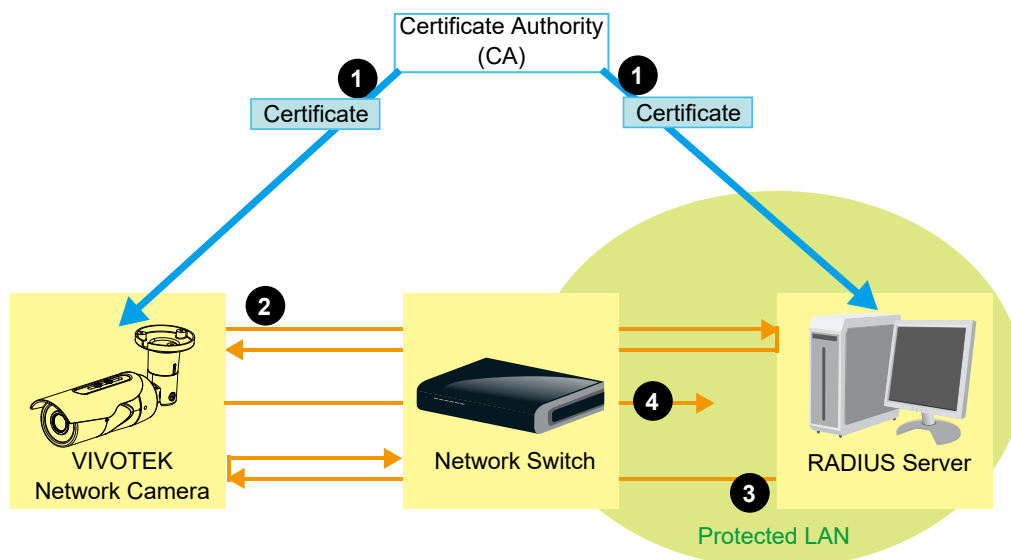 Certificate Authority
(CA)
1
1
Certificate
Certificate
2
4
VIVOTEK
Network Camera
Network Switch
RADIUS Server
3
Protected LAN